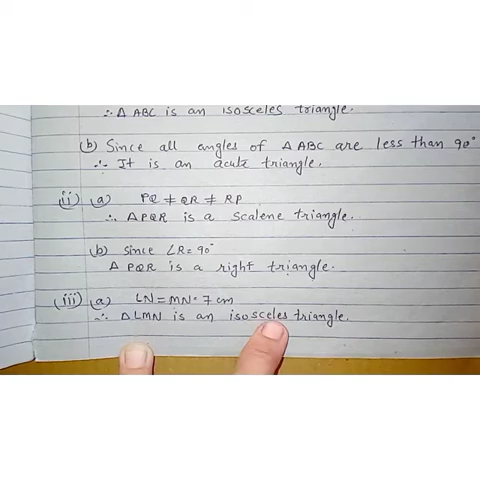 ∴ Δ ABC is an isosceles triangle.
(b) Since all angles of Δ ABC are less than 90°
∴ It is an acute triangle.
(ii) (a) PQ ≠ QR ≠ RP
∴ ΔPQR is a scalene triangle.
(b) Since ∠R = 90°
Δ PQR is a right triangle.
(iii) (a) LN = MN = 7 cm
∴ ΔLMN is an isosceles triangle.